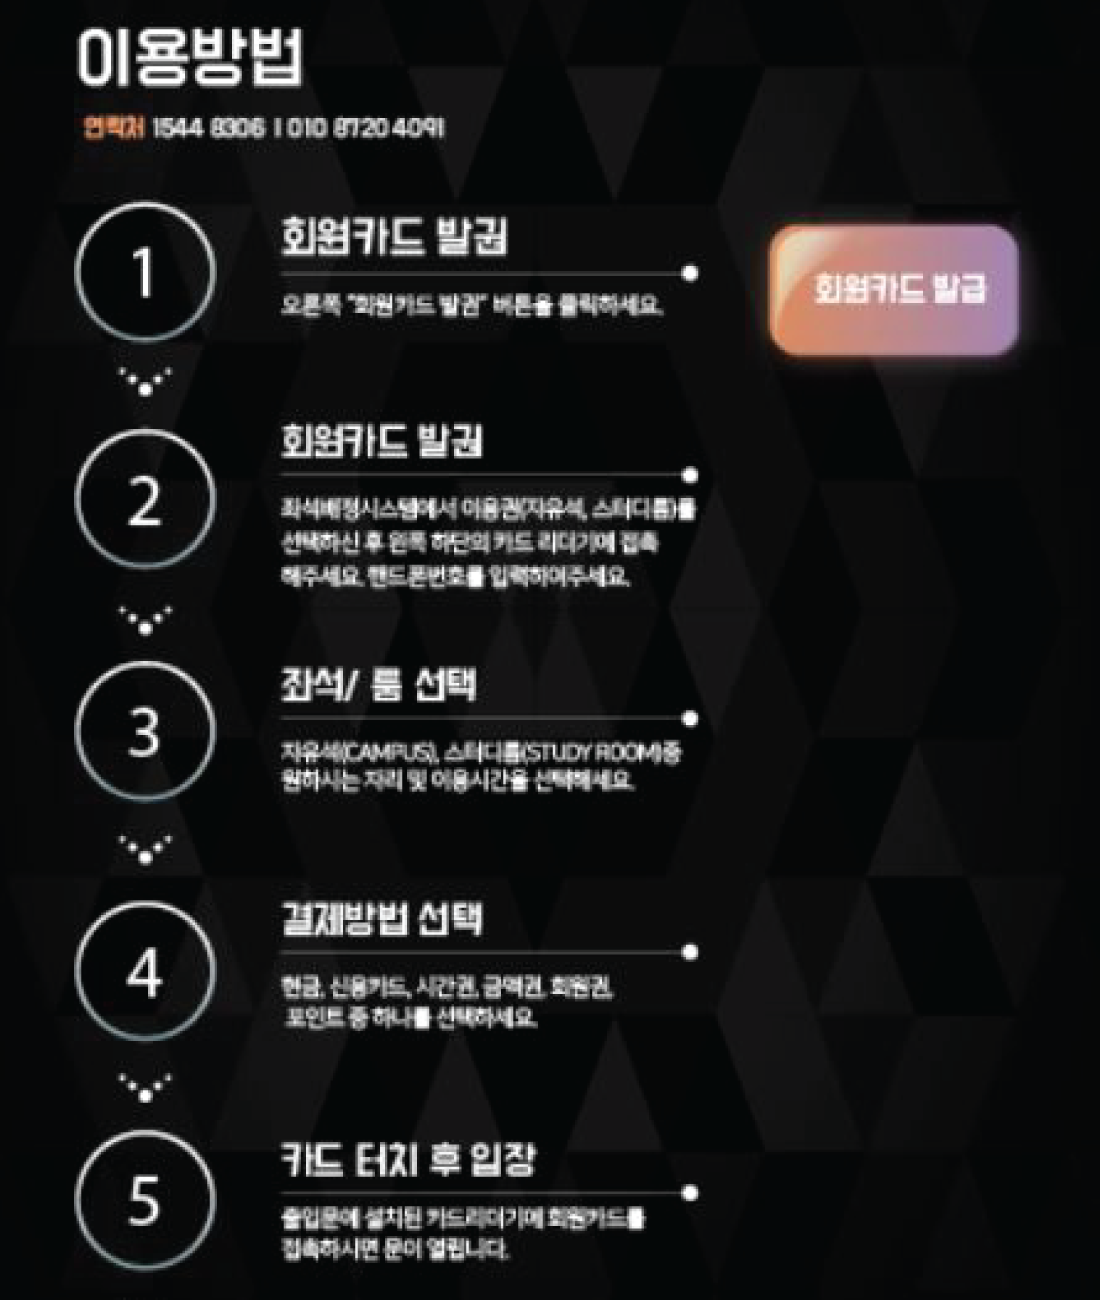 이용방법
연락처 1544 8306 | 010 8720 4091
1
회원카드 발권
오른쪽 "회원카드 발권" 버튼을 클릭하세요.
회원카드 발급
2
회원카드 발권
좌석배정시스템에서 이용권(자유석, 스터디룸)를
선택하신 후 왼쪽 하단의 카드 리더기에 접촉
해주세요. 핸드폰번호를 입력하여주세요.
3
좌석/ 룸 선택
자유석(CAMPUS), 스터디룸(STUDY ROOM)중
원하시는 자리 및 이용시간을 선택해세요.
4
결제방법 선택
현금, 신용카드, 시간권, 금액권, 회원권,
포인트 중 하나를 선택하세요.
5
카드 터치 후 입장
출입문에 설치된 카드리더기에 회원카드를
접촉하시면 문이 열립니다.